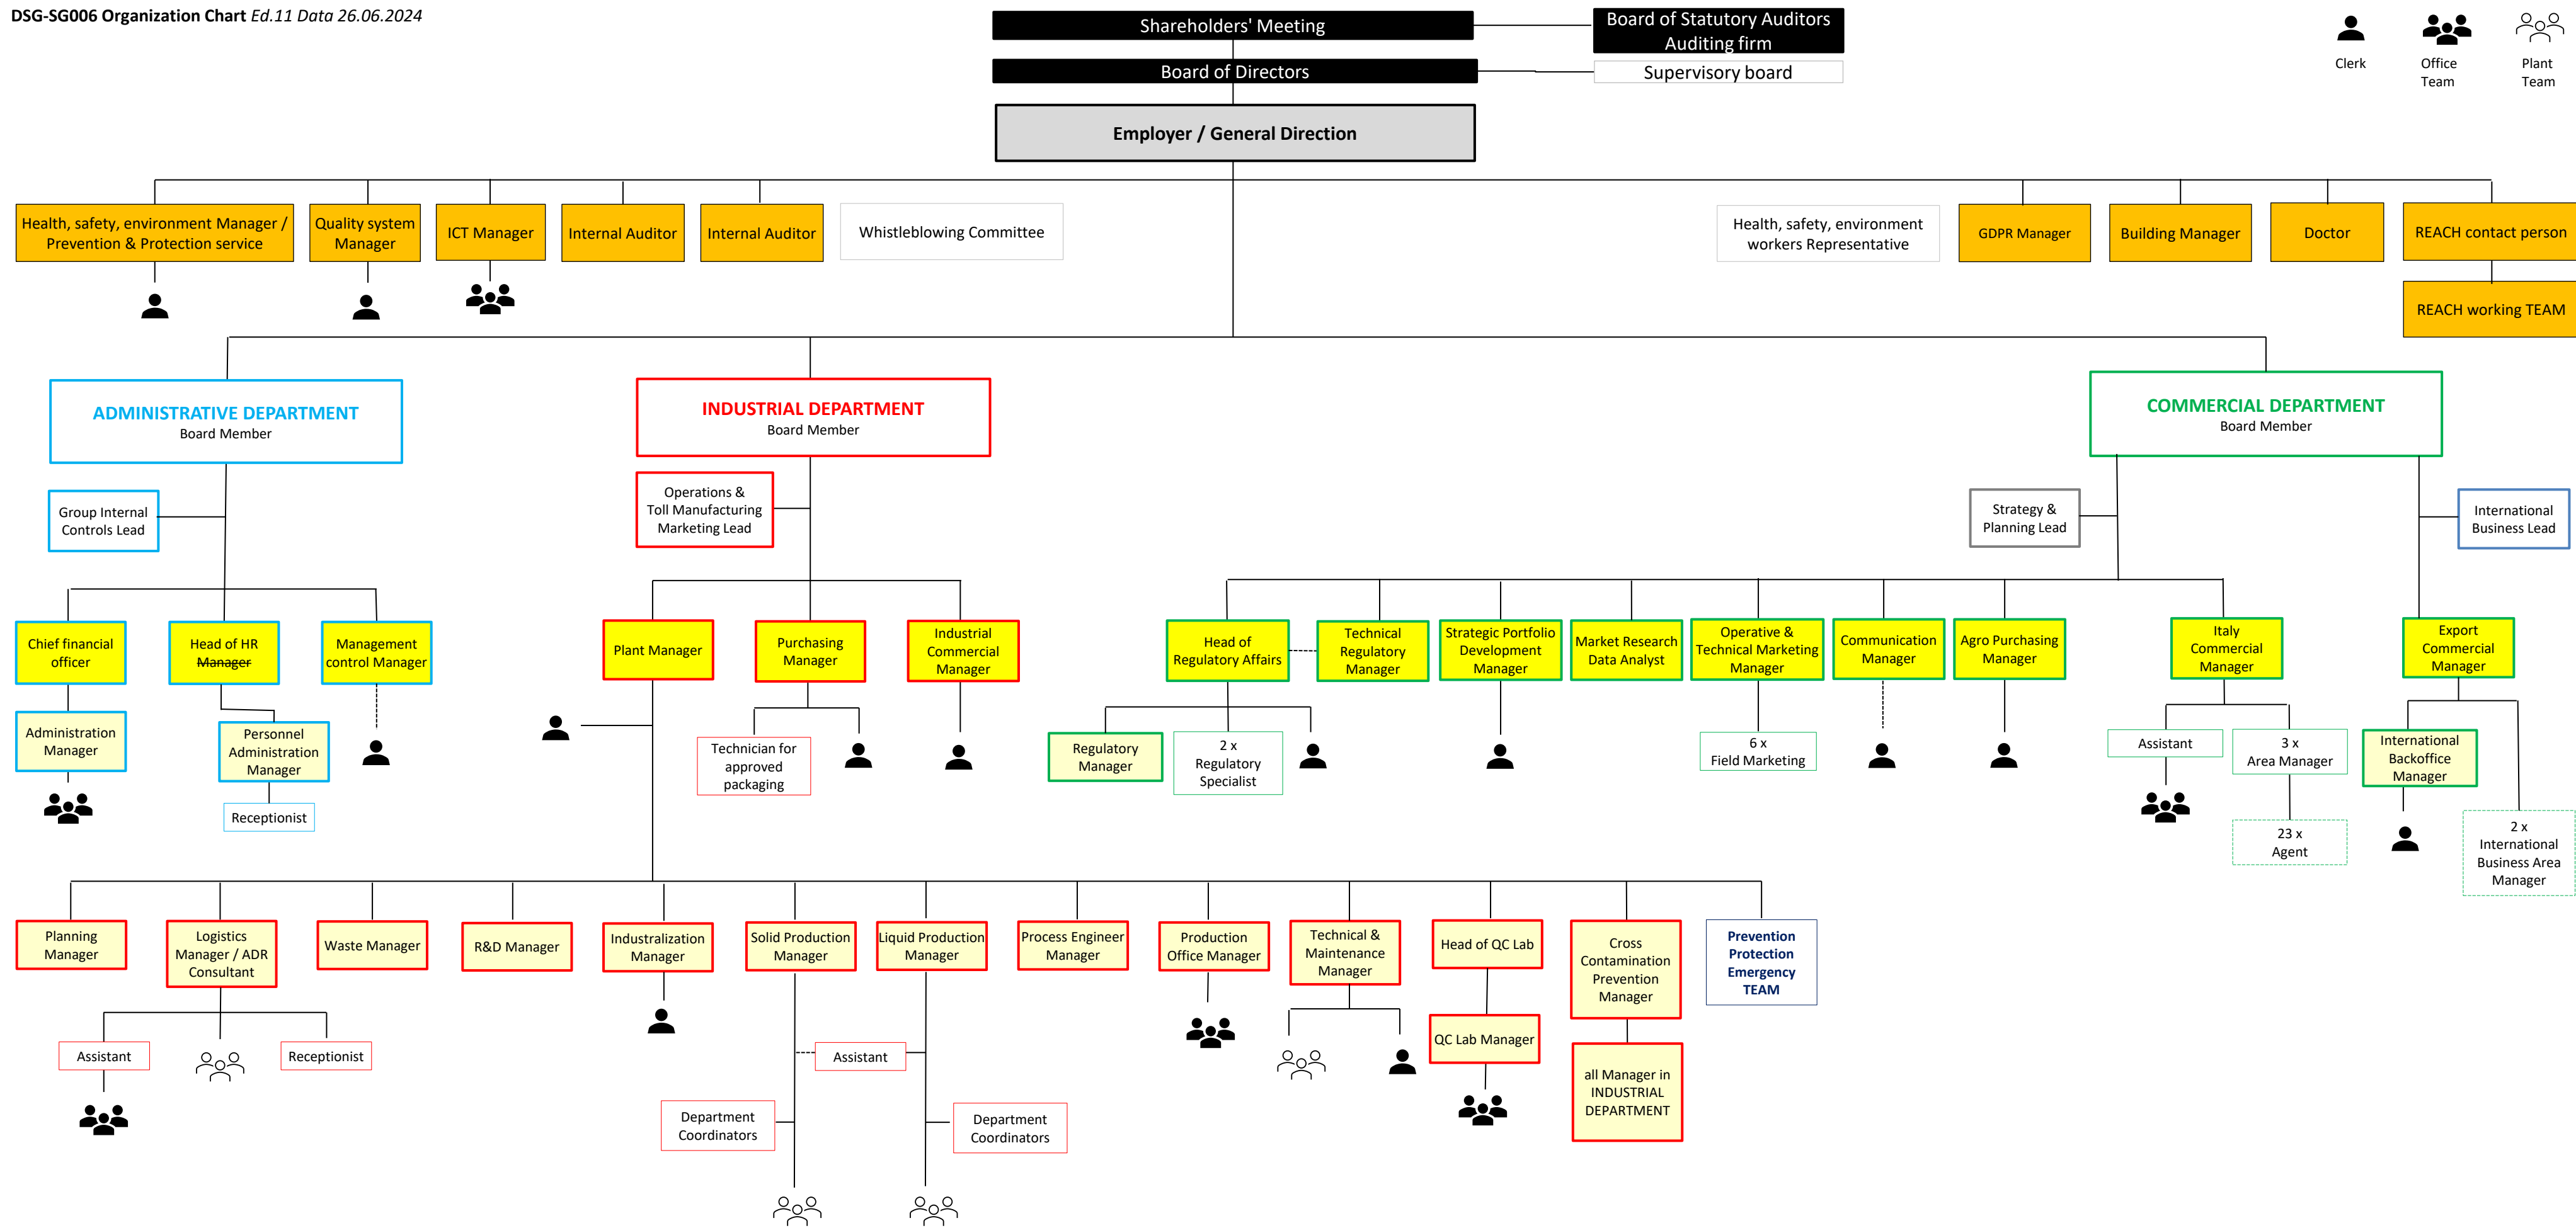 DSG-SG006 Organization Chart Ed.11 Data 26.06.2024
Shareholders' Meeting
Board of Statutory Auditors
Auditing firm
Board of Directors
Supervisory board
Clerk
Office
Team
Plant
Team
Employer / General Direction
Health, safety, environment Manager /
Prevention & Protection service
Quality system
Manager
ICT Manager
Internal Auditor
Internal Auditor
Whistleblowing Committee
Health, safety, environment
workers Representative
GDPR Manager
Building Manager
Doctor
REACH contact person
REACH working TEAM
ADMINISTRATIVE DEPARTMENT
Board Member
INDUSTRIAL DEPARTMENT
Board Member
COMMERCIAL DEPARTMENT
Board Member
Group Internal
Controls Lead
Operations &
Toll Manufacturing
Marketing Lead
Strategy &
Planning Lead
International
Business Lead
Chief financial
officer
Head of HR
Manager
Management
control Manager
Plant Manager
Purchasing
Manager
Industrial
Commercial
Manager
Head of
Regulatory Affairs
Technical
Regulatory
Manager
Strategic Portfolio
Development
Manager
Market Research
Data Analyst
Operative &
Technical Marketing
Manager
Communication
Manager
Agro Purchasing
Manager
Italy
Commercial
Manager
Export
Commercial
Manager
Administration
Manager
Personnel
Administration
Manager
Receptionist
Technician for
approved
packaging
Regulatory
Manager
2 x
Regulatory
Specialist
6 x
Field Marketing
Assistant
3 x
Area Manager
International
Backoffice
Manager
23 x
Agent
2 x
International
Business Area
Manager
Planning
Manager
Logistics
Manager / ADR
Consultant
Waste Manager
R&D Manager
Industralization
Manager
Solid Production
Manager
Liquid Production
Manager
Process Engineer
Manager
Production
Office Manager
Technical &
Maintenance
Manager
Head of QC Lab
Cross
Contamination
Prevention
Manager
Prevention
Protection
Emergency
TEAM
Assistant
Receptionist
Assistant
QC Lab Manager
all Manager in
INDUSTRIAL
DEPARTMENT
Department
Coordinators
Department
Coordinators